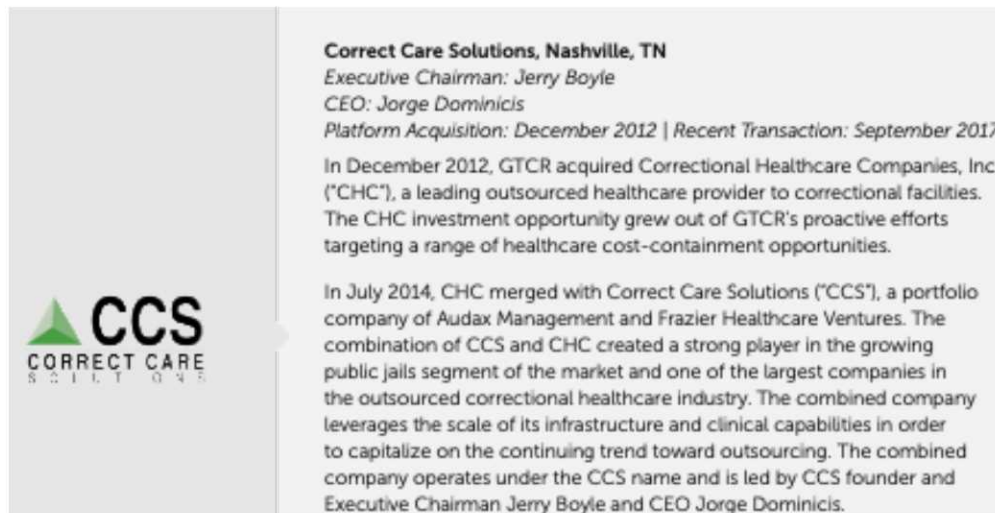 CCS
CORRECT CARE
SOLUTIONS
Correct Care Solutions, Nashville, TN
Executive Chairman: Jerry Boyle
CEO: Jorge Dominicis
Platform Acquisition: December 2012 | Recent Transaction: September 2017
In December 2012, GTCR acquired Correctional Healthcare Companies, Inc
("CHC"), a leading outsourced healthcare provider to correctional facilities.
The CHC investment opportunity grew out of GTCR's proactive efforts
targeting a range of healthcare cost-containment opportunities.
In July 2014, CHC merged with Correct Care Solutions ("CCS"), a portfolio
company of Audax Management and Frazier Healthcare Ventures. The
combination of CCS and CHC created a strong player in the growing
public jails segment of the market and one of the largest companies in
the outsourced correctional healthcare industry. The combined company
leverages the scale of its infrastructure and clinical capabilities in order
to capitalize on the continuing trend toward outsourcing. The combined
company operates under the CCS name and is led by CCS founder and
Executive Chairman Jerry Boyle and CEO Jorge Dominicis.